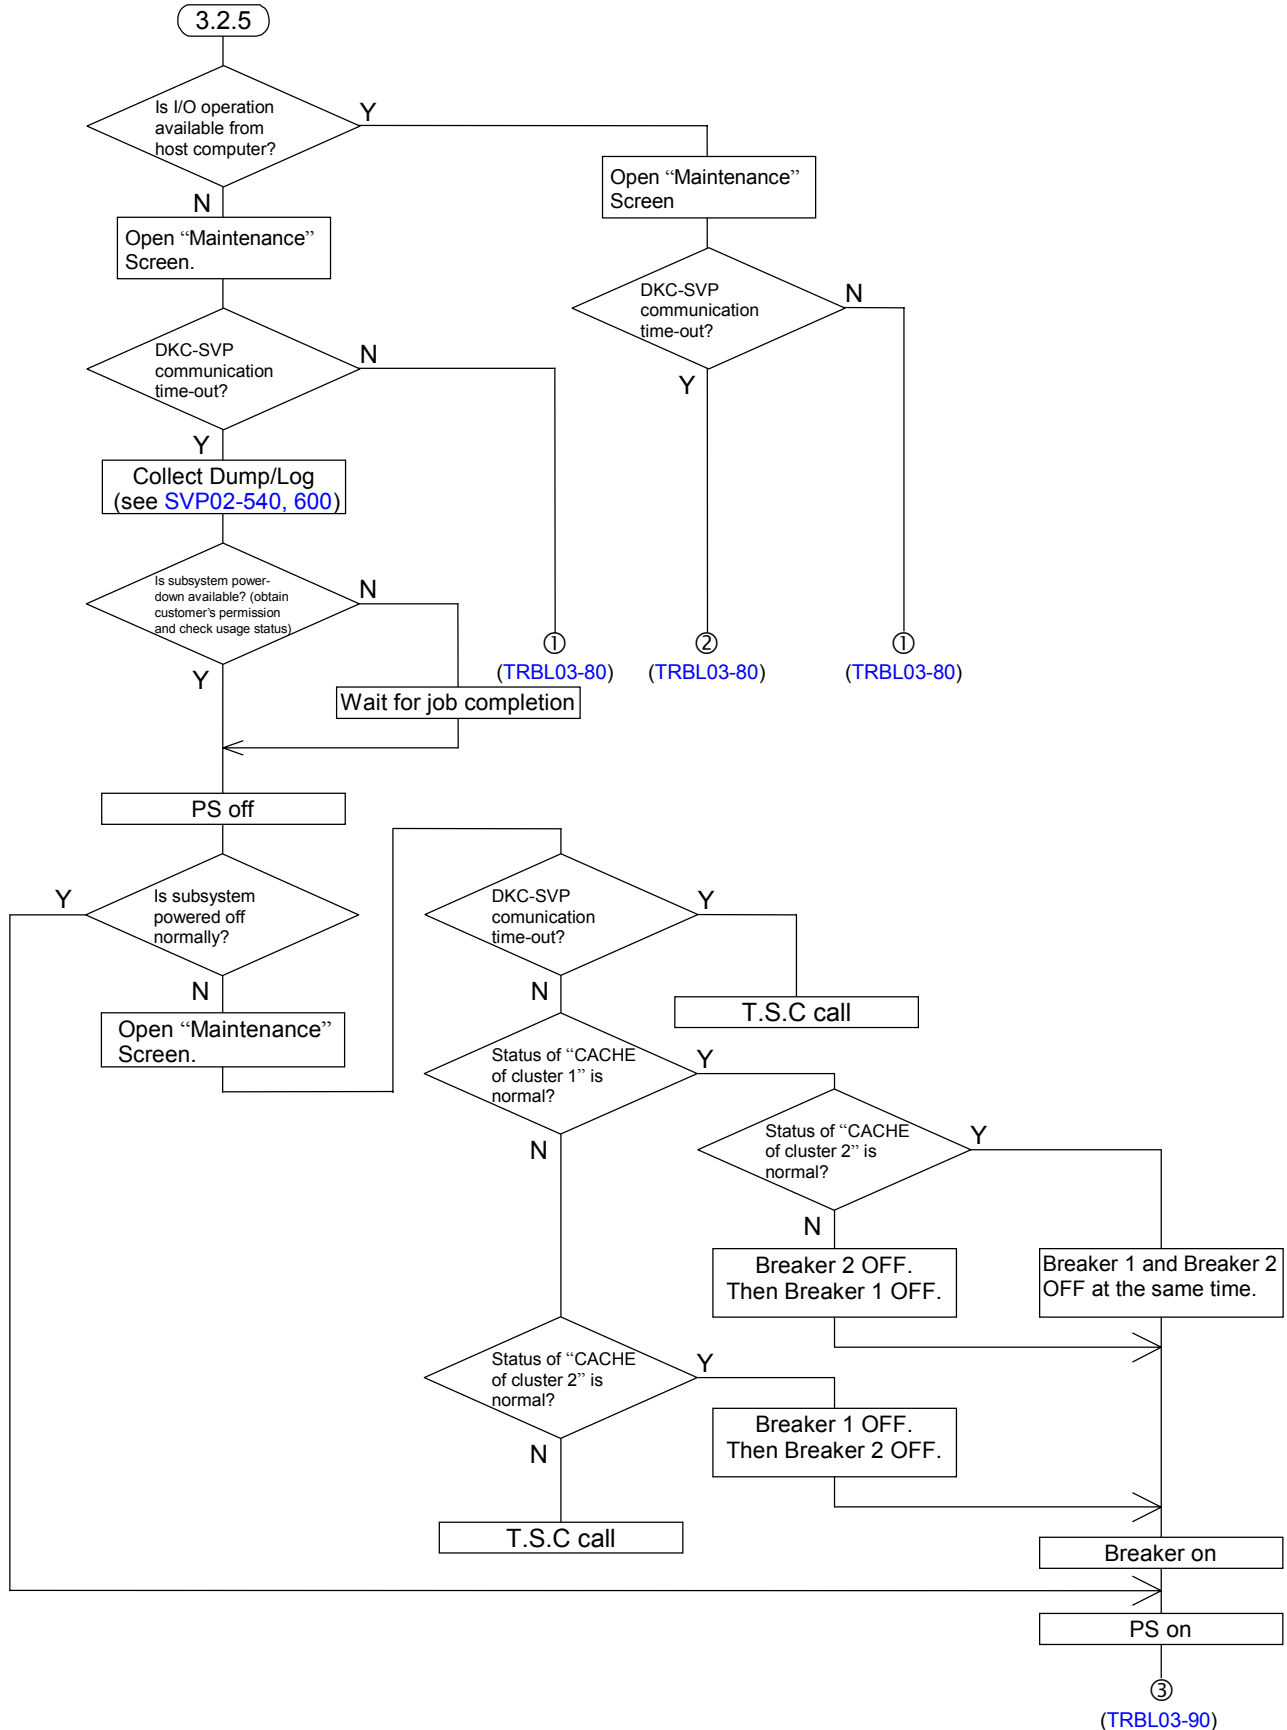 3.2.5
Is I/O operation
available from
host computer?
Y
N
Open “Maintenance”
Screen
Open “Maintenance”
Screen.
DKC-SVP
communication
time-out?
N
Y
DKC-SVP
communication
time-out?
N
Y
Collect Dump/Log
(see SVP02-540, 600)
Is subsystem power-
down available? (obtain
customer's permission
and check usage status)
N
Y
①
(TRBL03-80)
②
(TRBL03-80)
①
(TRBL03-80)
Wait for job completion
PS off
Is subsystem
powered off
normally?
Y
N
Open “Maintenance”
Screen.
DKC-SVP
comunication
time-out?
Y
N
T.S.C call
Status of “CACHE
of cluster 1” is
normal?
Y
N
Status of “CACHE
of cluster 2” is
normal?
Y
N
Breaker 2 OFF.
Then Breaker 1 OFF.
Breaker 1 and Breaker 2
OFF at the same time.
Status of “CACHE
of cluster 2” is
normal?
Y
N
Breaker 1 OFF.
Then Breaker 2 OFF.
T.S.C call
Breaker on
PS on
③
(TRBL03-90)